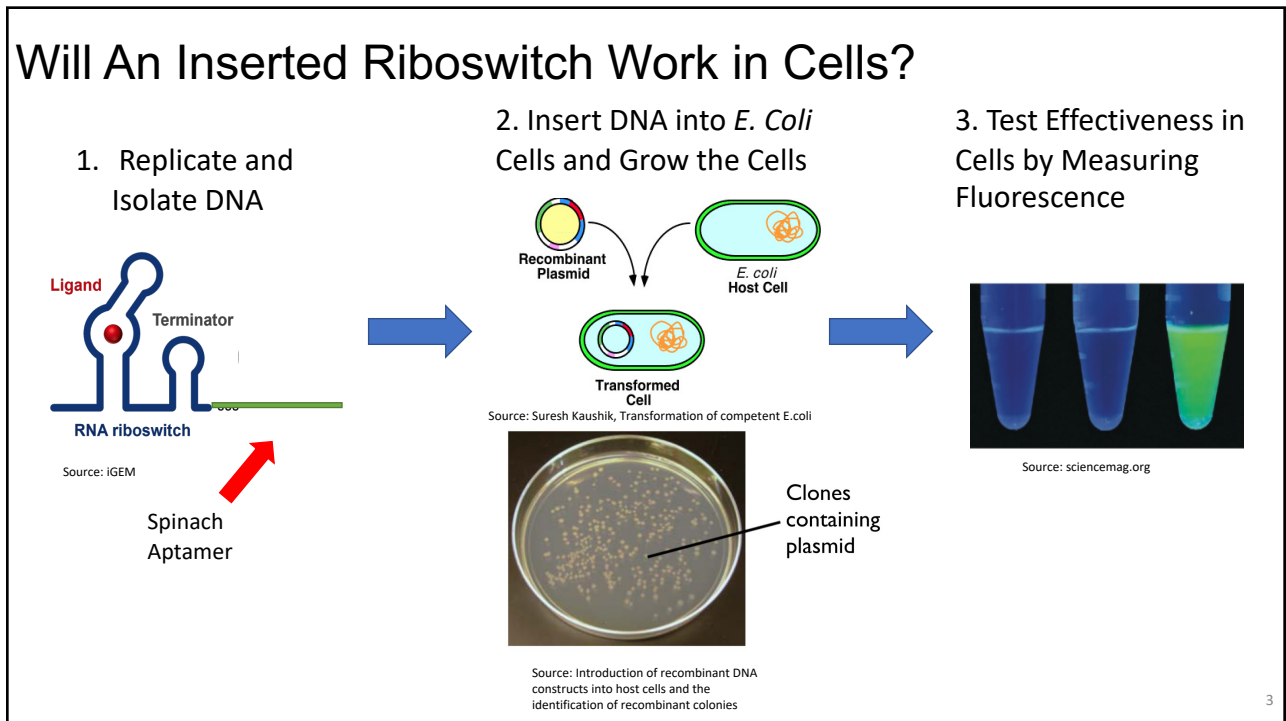 Will An Inserted Riboswitch Work in Cells?
1. Replicate and
Isolate DNA
Ligand
Terminator
RNA riboswitch
Source: iGEM
Spinach
Aptamer
2. Insert DNA into E. Coli
Cells and Grow the Cells
Recombinant
Plasmid
E. coli
Host Cell
Transformed
Cell
Source: Suresh Kaushik, Transformation of competent E.coli
Clones
containing
plasmid
Source: Introduction of recombinant DNA
constructs into host cells and the
identification of recombinant colonies
3. Test Effectiveness in
Cells by Measuring
Fluorescence
Source: sciencemag.org
3